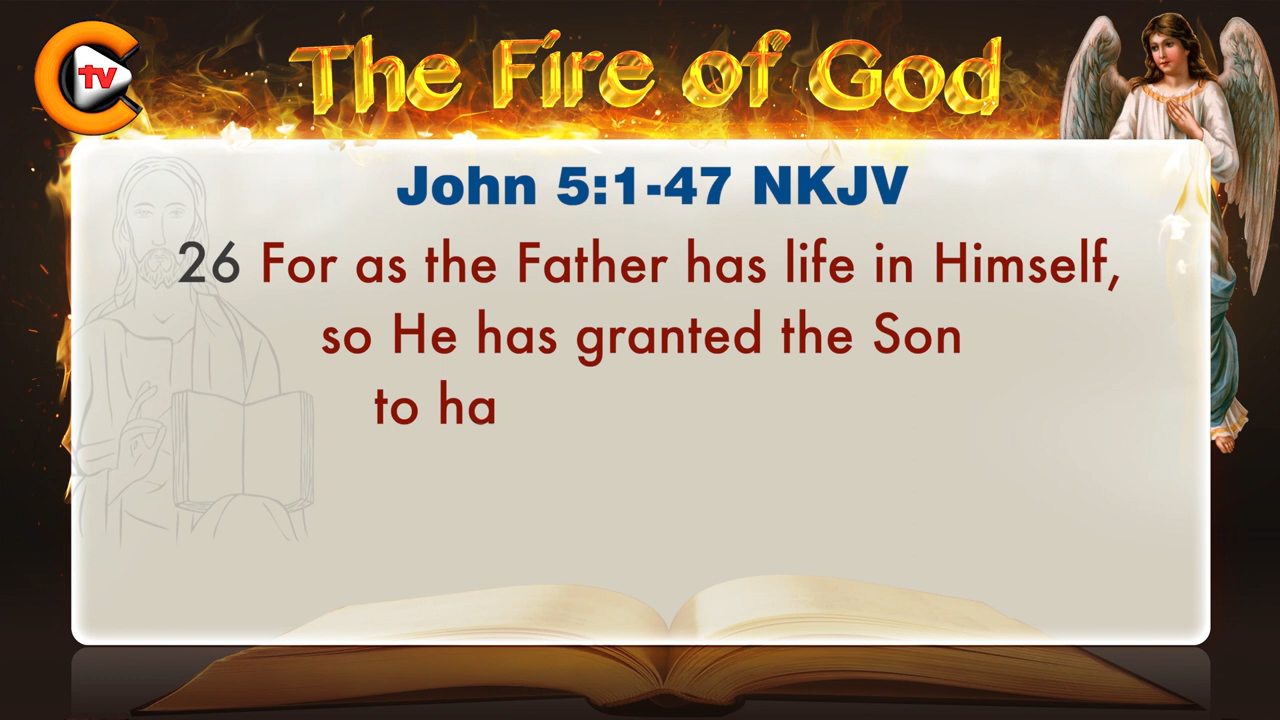 tv
The Fire of God
John 5:1-47 NKJV
26 For as the Father has life in Himself,
so He has granted the Son
to ha